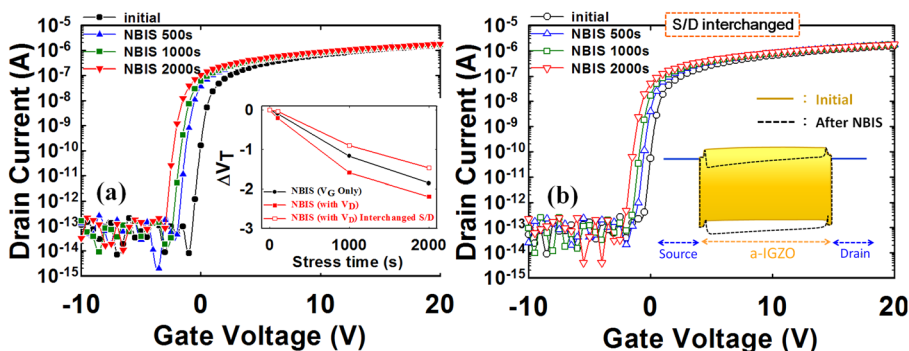 initial
NBIS 500s
NBIS 1000s
NBIS 2000s
Drain Current (A)
10^-5
10^-6
10^-7
10^-8
10^-9
10^-10
10^-11
10^-12
10^-13
10^-14
10^-15
(a)
ΔV_T
0
-1
-2
-3
NBIS (V_G Only)
NBIS (with V_D)
NBIS (with V_D) Interchanged S/D
0 1000 20000
Stress time (s)
-10 0 10 20
Gate Voltage (V)
S/D interchanged
initial
NBIS 500s
NBIS 1000s
NBIS 2000s
Drain Current (A)
10^-5
10^-6
10^-7
10^-8
10^-9
10^-10
10^-11
10^-12
10^-13
10^-14
10^-15
: Initial
: After NBIS
(b)
Source a-IGZO Drain
-10 0 10 20
Gate Voltage (V)